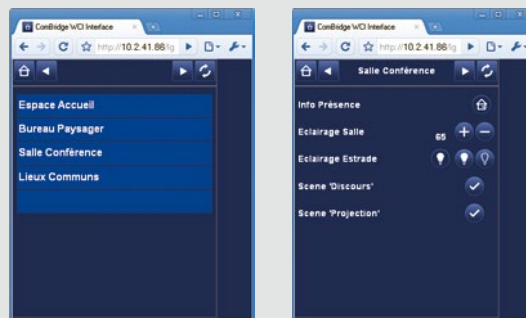 ComBridge WCI Interface
http://10.2.41.86/g
Espace Accueil
Bureau Paysager
Salle Conférence
Lieux Communs
ComBridge WCI Interface
http://10.2.41.86/g
Salle Conférence
Info Présence
Eclairage Salle 65
Eclairage Estrade
Scene 'Discours'
Scene 'Projection'